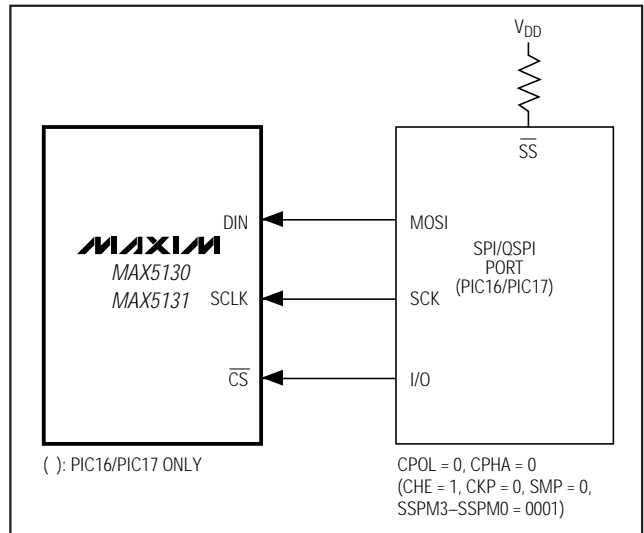 VDD
SS
DIN
MOSI
MAXIM
MAX5130
MAX5131
SPI/QSPI
PORT
(PIC16/PIC17)
SCLK
SCK
CS
I/O
( ): PIC16/PIC17 ONLY
CPOL = 0, CPHA = 0
(CHE = 1, CKP = 0, SMP = 0,
SSPM3–SSPM0 = 0001)